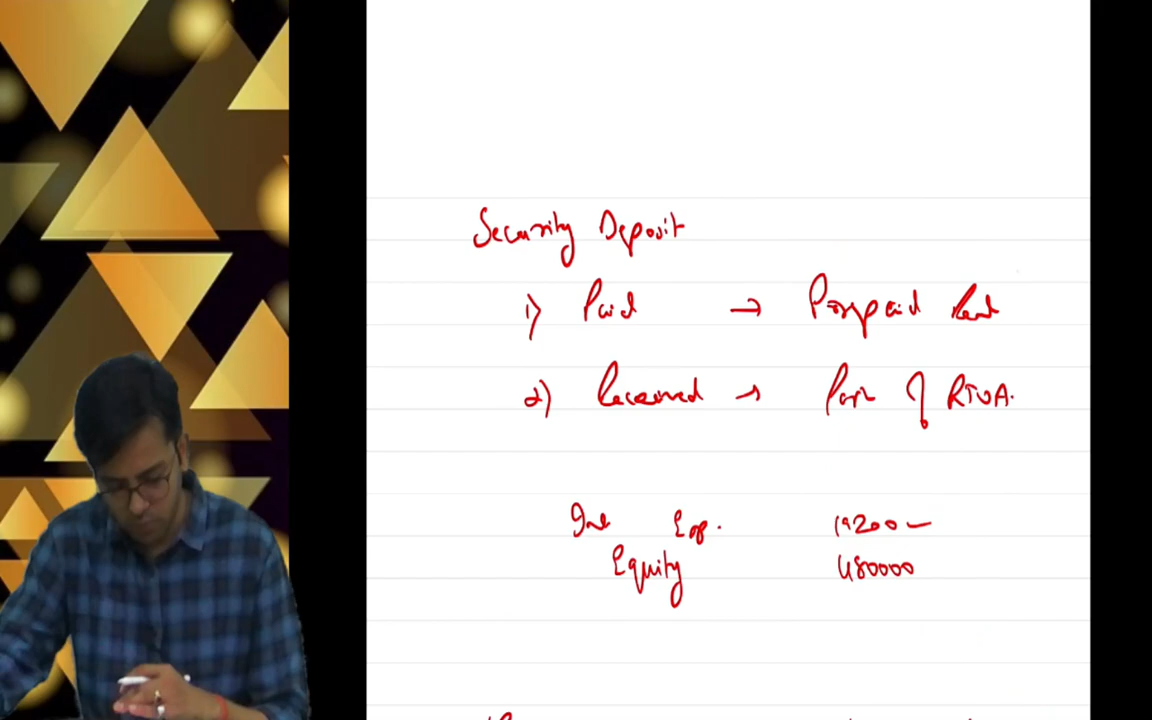 Security Deposit
1) Paid → Prepaid Rent
2) Received → Part of RTUA.
Int Exp. 19200 -
Equity 480000